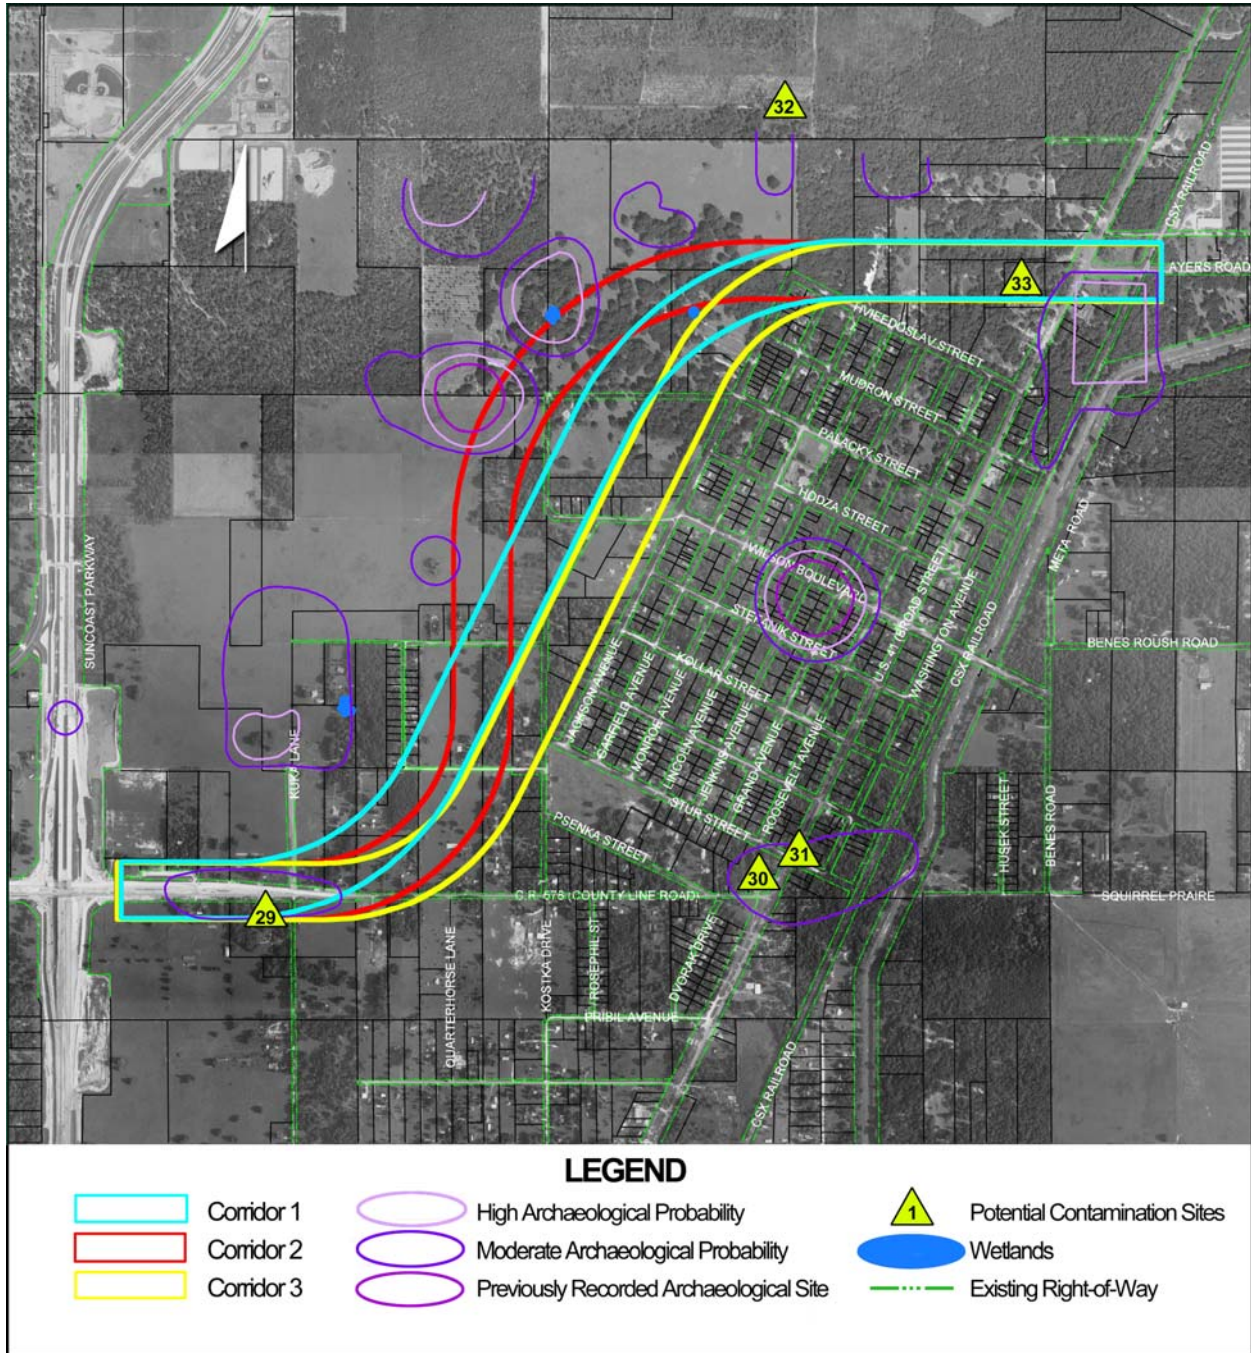 32
CSX RAILROAD
AYERS ROAD
33
HVIEEDOSLAV STREET
MUDRON STREET
PALACKY STREET
HODZA STREET
WILSON BOULEVARD
STEFANIK STREET
KOLLAR STREET
U.S. 41 (BROAD STREET)
WASHINGTON AVENUE
CSX RAILROAD
META ROAD
BENES ROUSH ROAD
SUNCOAST PARKWAY
KUKA LANE
JACKSON AVENUE
GARFIELD AVENUE
MONROE AVENUE
LINCOLN AVENUE
JENKINS AVENUE
GRAND AVENUE
ROOSEVELT AVENUE
STUR STREET
PSENKA STREET
HUSEK STREET
BENES ROAD
31
30
29
C.R. 578 (COUNTY LINE ROAD)
SQUIRREL PRAIRE
QUARTERHORSE LANE
KOSTKA DRIVE
ROSEPHIL ST
DVORAK DRIVE
PRIBIL AVENUE
CSX RAILROAD
LEGEND
Corridor 1
High Archaeological Probability
1
Potential Contamination Sites
Corridor 2
Moderate Archaeological Probability
Wetlands
Corridor 3
Previously Recorded Archaeological Site
Existing Right-of-Way